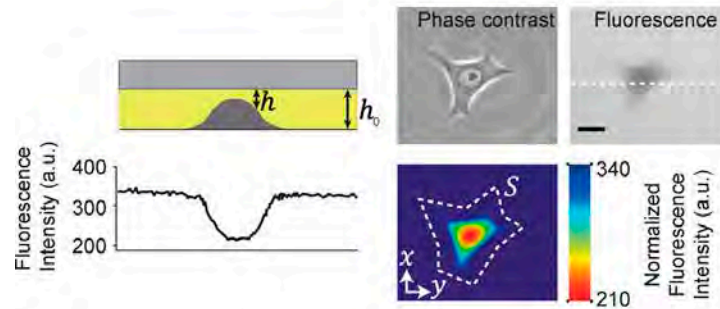 Phase contrast
Fluorescence
h
h₀
Fluorescence
Intensity (a.u.)
400
300
200
S
x
y
340
210
Normalized
Fluorescence
Intensity (a.u.)